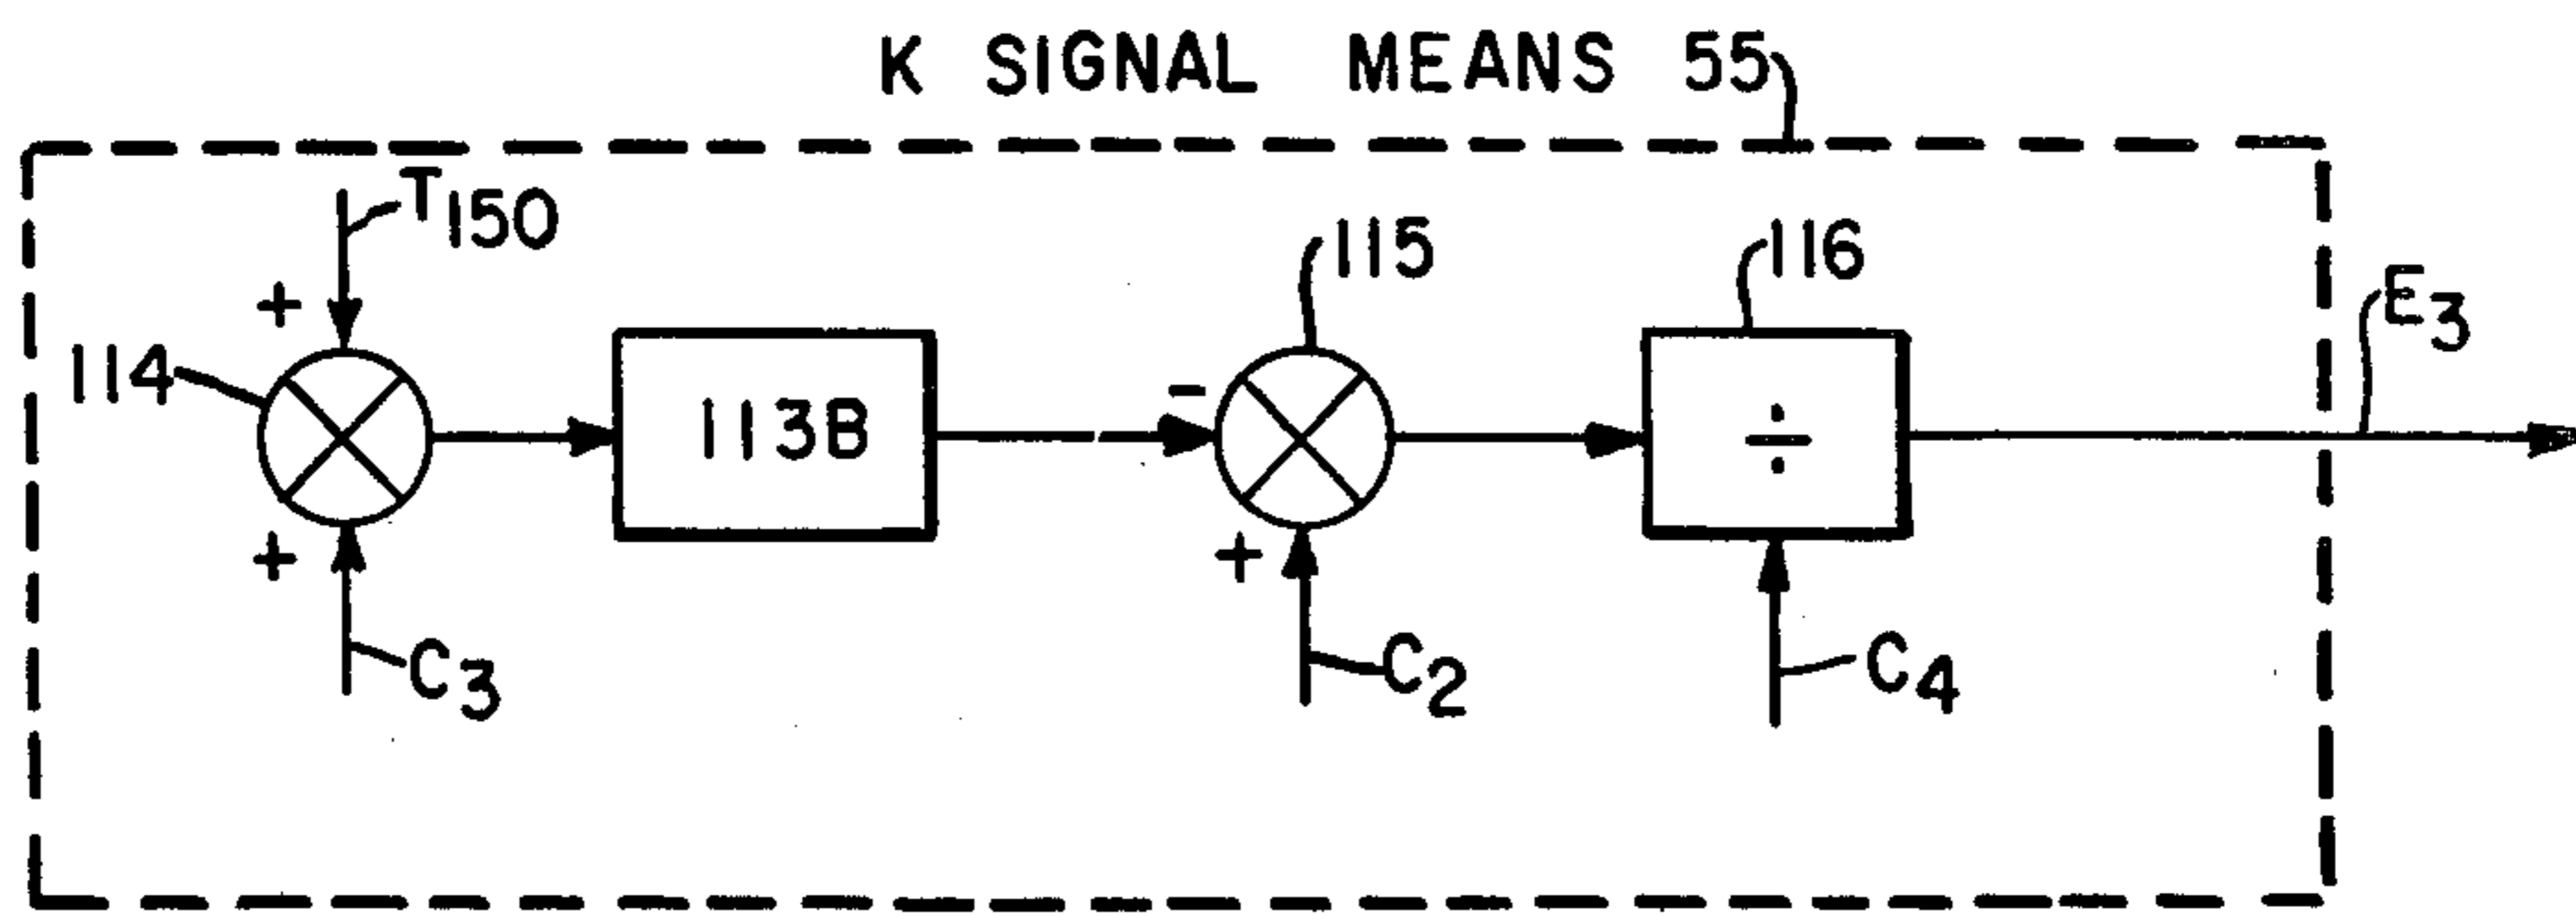 K SIGNAL MEANS 55
T150
+
114
+
C3
113B
-
115
+
C2
116
÷
C4
E3